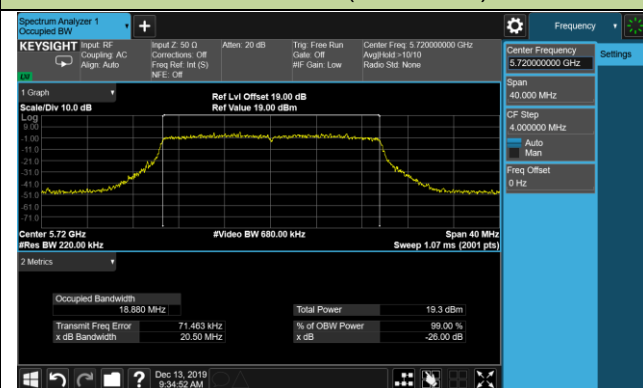 Spectrum Analyzer 1
Occupied BW
+
Frequency
KEYSIGHT
Input: RF
Coupling: AC
Align: Auto
Input Z: 50 Ω
Corrections: Off
Freq Ref: Int (S)
NFE: Off
Atten: 20 dB
Trig: Free Run
Gate: Off
#IF Gain: Low
Center Freq: 5.720000000 GHz
Avg|Hold:>10/10
Radio Std: None
Center Frequency
5.720000000 GHz
Settings
Span
40.000 MHz
CF Step
4.000000 MHz
Auto
Man
Freq Offset
0 Hz
1 Graph
Scale/Div 10.0 dB
Ref Lvl Offset 19.00 dB
Ref Value 19.00 dBm
Log
9.00
-1.00
-11.0
-21.0
-31.0
-41.0
-51.0
-61.0
-71.0
Center 5.72 GHz
#Video BW 680.00 kHz
Span 40 MHz
#Res BW 220.00 kHz
Sweep 1.07 ms (2001 pts)
2 Metrics
Occupied Bandwidth
18.880 MHz
Total Power 19.3 dBm
Transmit Freq Error 71.463 kHz
% of OBW Power 99.00 %
x dB Bandwidth 20.50 MHz
x dB -26.00 dB
?
Dec 13, 2019
9:34:52 AM